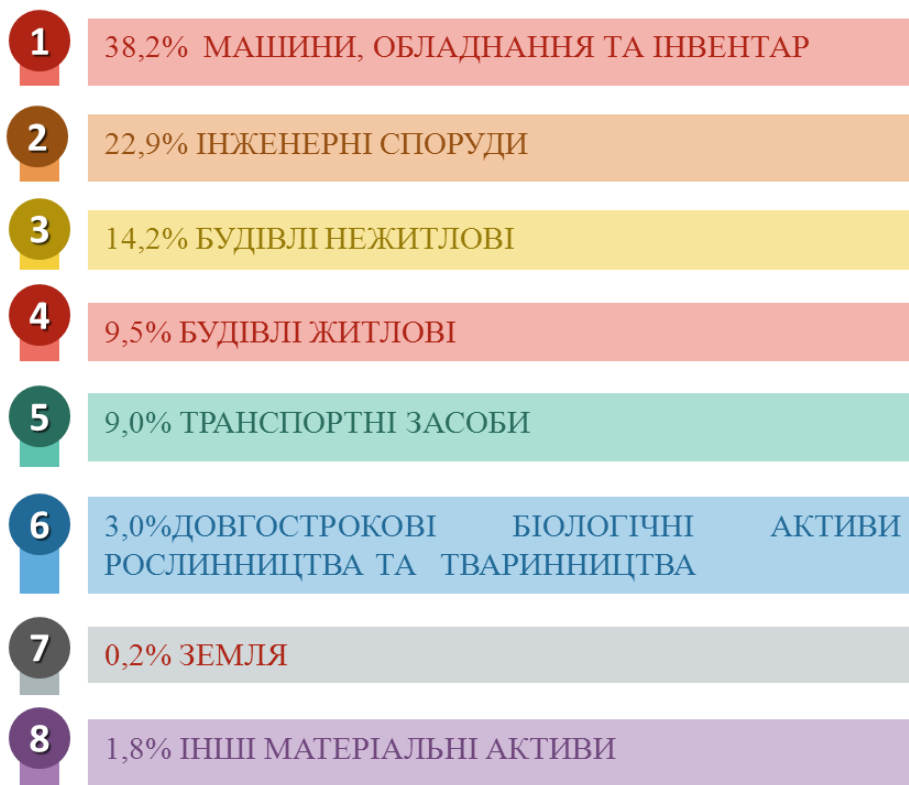 1
38,2% МАШИНИ, ОБЛАДНАННЯ ТА ІНВЕНТАР
2
22,9% ІНЖЕНЕРНІ СПОРУДИ
3
14,2% БУДІВЛІ НЕЖИТЛОВІ
4
9,5% БУДІВЛІ ЖИТЛОВІ
5
9,0% ТРАНСПОРТНІ ЗАСОБИ
6
3,0%ДОВГОСТРОКОВІ БІОЛОГІЧНІ АКТИВИ
РОСЛИННИЦТВА ТА ТВАРИННИЦТВА
7
0,2% ЗЕМЛЯ
8
1,8% ІНШІ МАТЕРІАЛЬНІ АКТИВИ